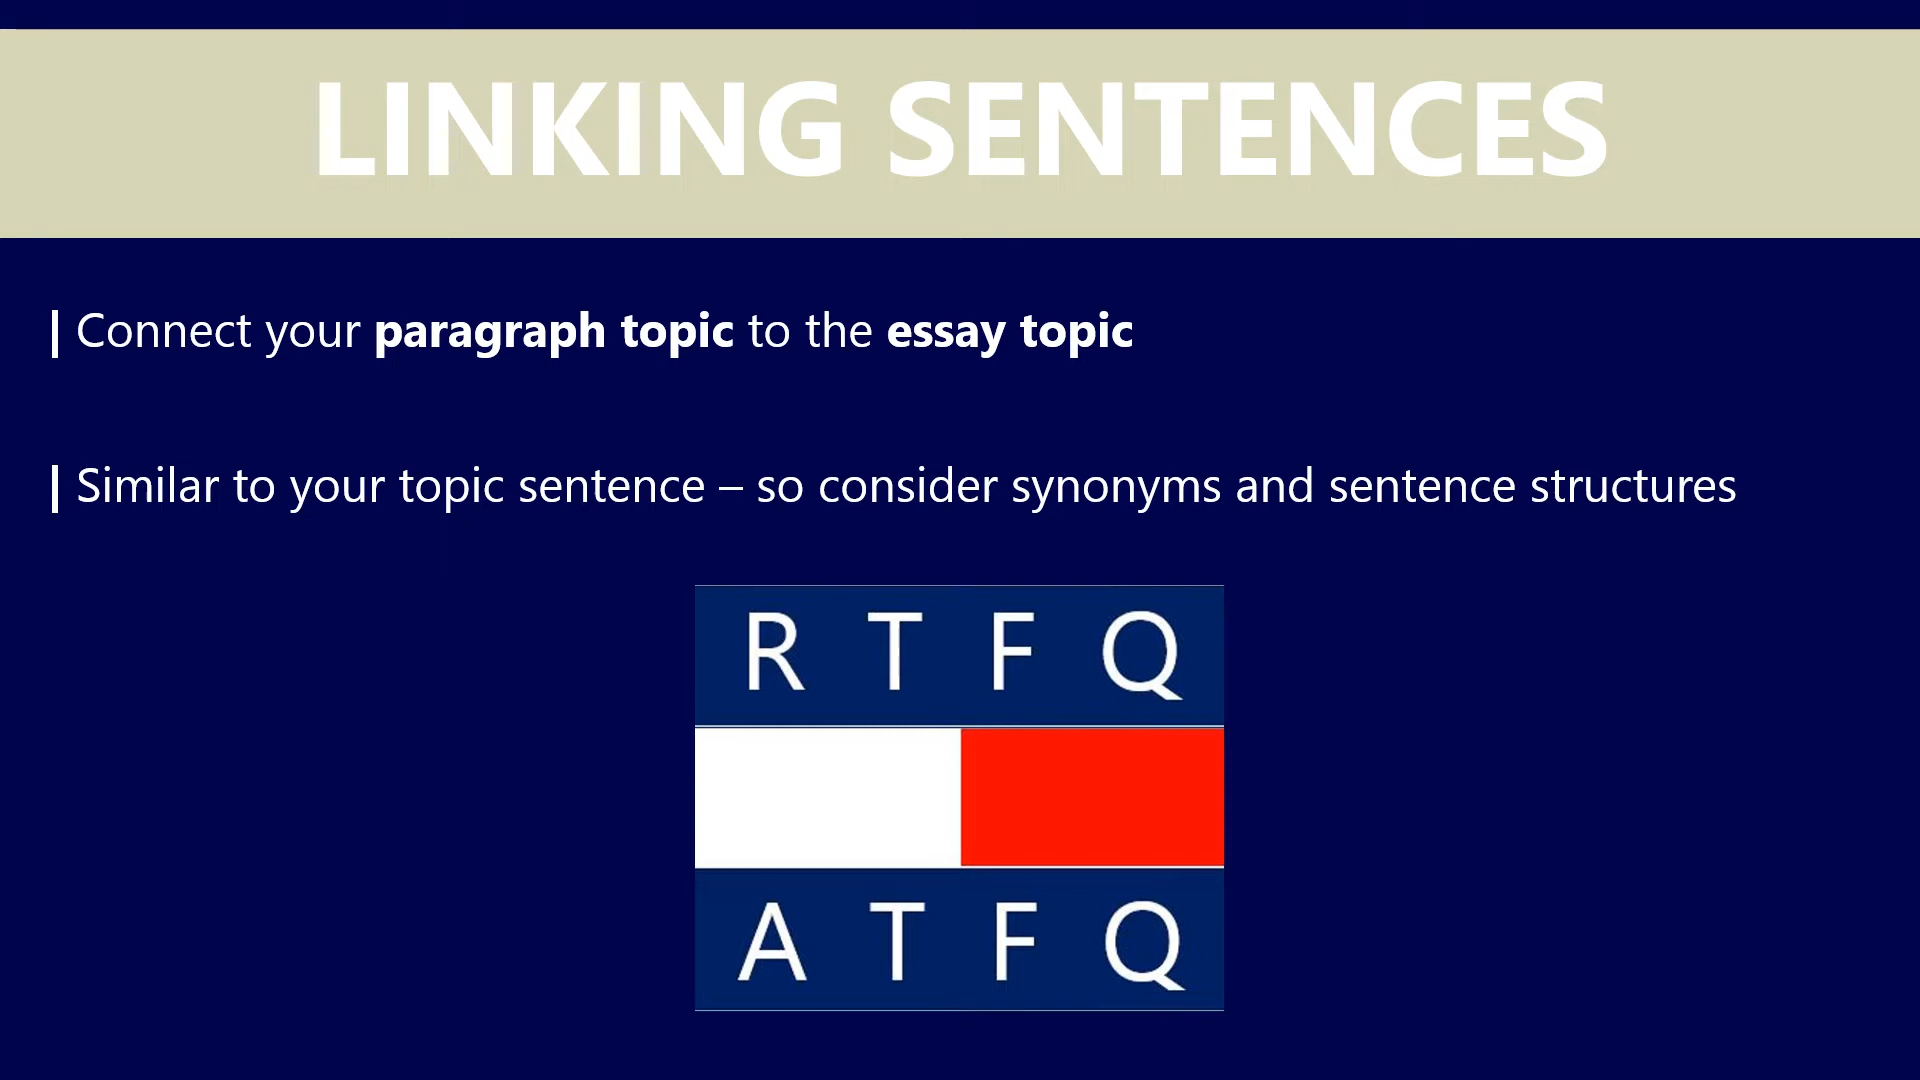 LINKING SENTENCES
| Connect your paragraph topic to the essay topic
| Similar to your topic sentence – so consider synonyms and sentence structures
R T F Q
A T F Q